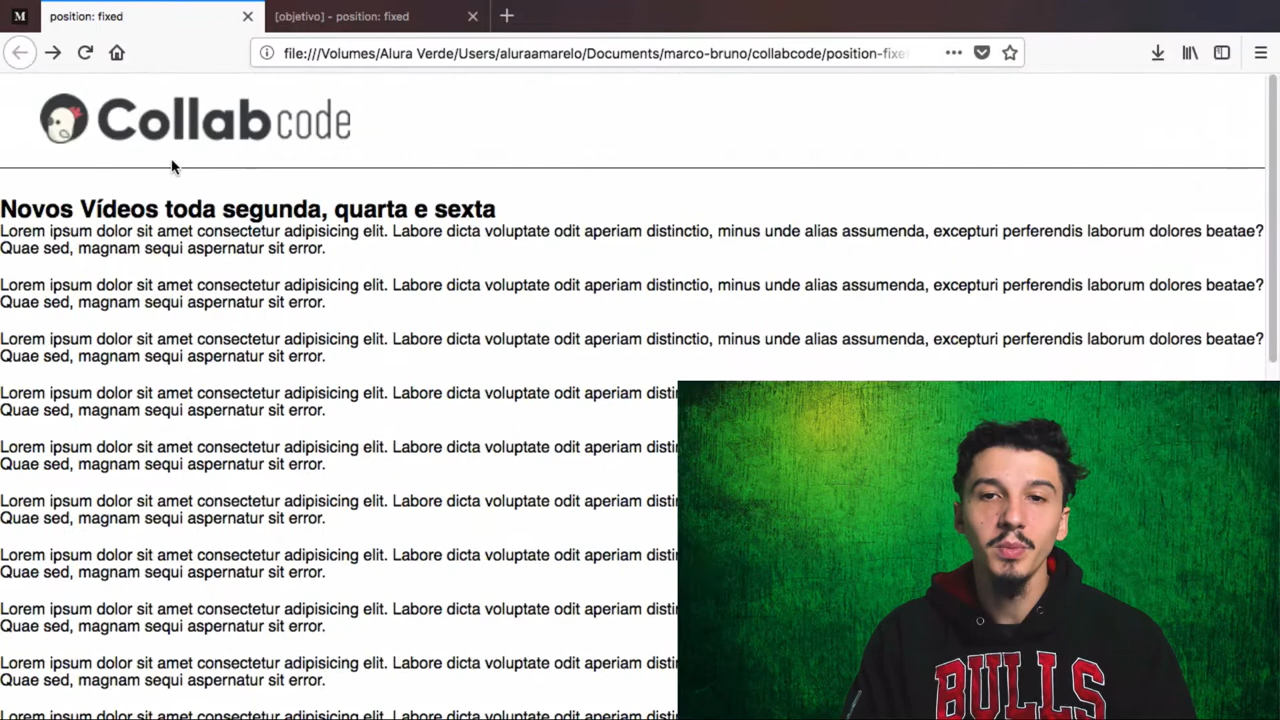 M
position: fixed
[objetivo] - position: fixed
file:///Volumes/Alura Verde/Users/aluraamarelo/Documents/marco-bruno/collabcode/position-fixe
Collabcode
Novos Vídeos toda segunda, quarta e sexta
Lorem ipsum dolor sit amet consectetur adipisicing elit. Labore dicta voluptate odit aperiam distinctio, minus unde alias assumenda, excepturi perferendis laborum dolores beatae?
Quae sed, magnam sequi aspernatur sit error.
Lorem ipsum dolor sit amet consectetur adipisicing elit. Labore dicta voluptate odit aperiam distinctio, minus unde alias assumenda, excepturi perferendis laborum dolores beatae?
Quae sed, magnam sequi aspernatur sit error.
Lorem ipsum dolor sit amet consectetur adipisicing elit. Labore dicta voluptate odit aperiam distinctio, minus unde alias assumenda, excepturi perferendis laborum dolores beatae?
Quae sed, magnam sequi aspernatur sit error.
Lorem ipsum dolor sit amet consectetur adipisicing elit. Labore dicta voluptate odit aperiam disti
Quae sed, magnam sequi aspernatur sit error.
Lorem ipsum dolor sit amet consectetur adipisicing elit. Labore dicta voluptate odit aperiam disti
Quae sed, magnam sequi aspernatur sit error.
Lorem ipsum dolor sit amet consectetur adipisicing elit. Labore dicta voluptate odit aperiam disti
Quae sed, magnam sequi aspernatur sit error.
Lorem ipsum dolor sit amet consectetur adipisicing elit. Labore dicta voluptate odit aperiam disti
Quae sed, magnam sequi aspernatur sit error.
Lorem ipsum dolor sit amet consectetur adipisicing elit. Labore dicta voluptate odit aperiam disti
Quae sed, magnam sequi aspernatur sit error.
Lorem ipsum dolor sit amet consectetur adipisicing elit. Labore dicta voluptate odit aperiam disti
Quae sed, magnam sequi aspernatur sit error.
BULLS